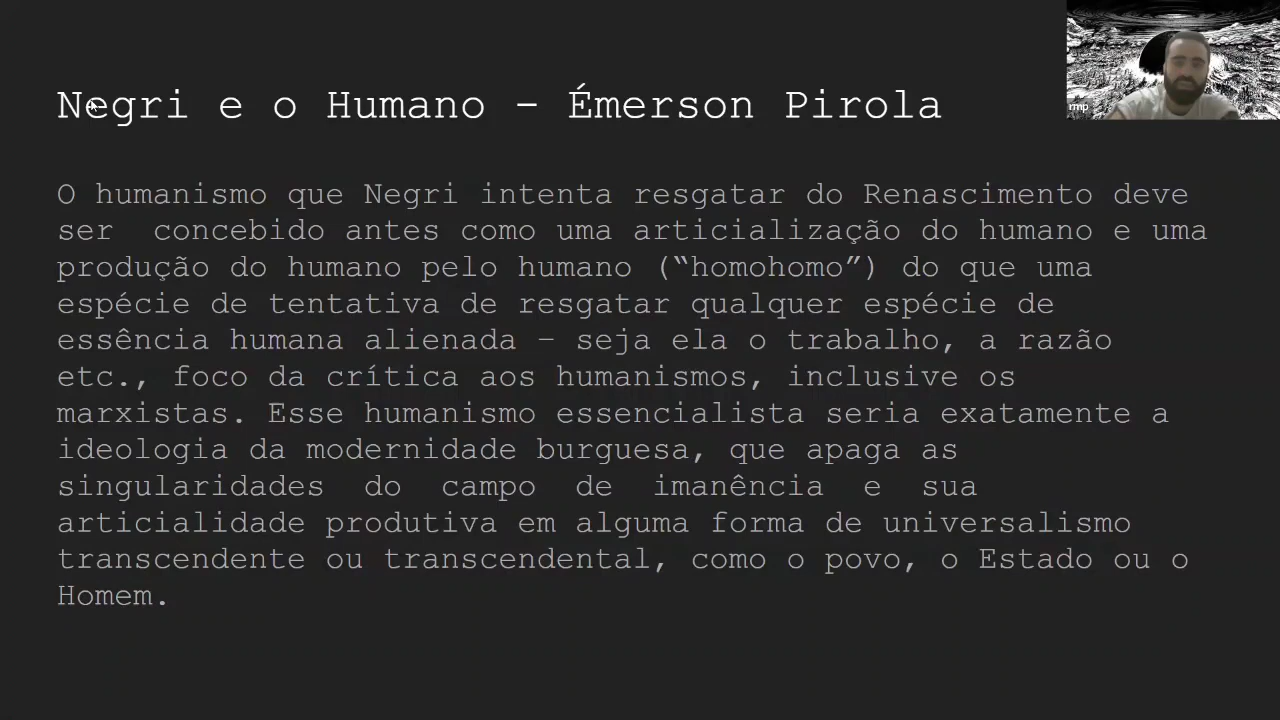 Negri e o Humano - Émerson Pirola
rmp
O humanismo que Negri intenta resgatar do Renascimento deve
ser concebido antes como uma articialização do humano e uma
produção do humano pelo humano (“homohomo”) do que uma
espécie de tentativa de resgatar qualquer espécie de
essência humana alienada – seja ela o trabalho, a razão
etc., foco da crítica aos humanismos, inclusive os
marxistas. Esse humanismo essencialista seria exatamente a
ideologia da modernidade burguesa, que apaga as
singularidades do campo de imanência e sua
articialidade produtiva em alguma forma de universalismo
transcendente ou transcendental, como o povo, o Estado ou o
Homem.